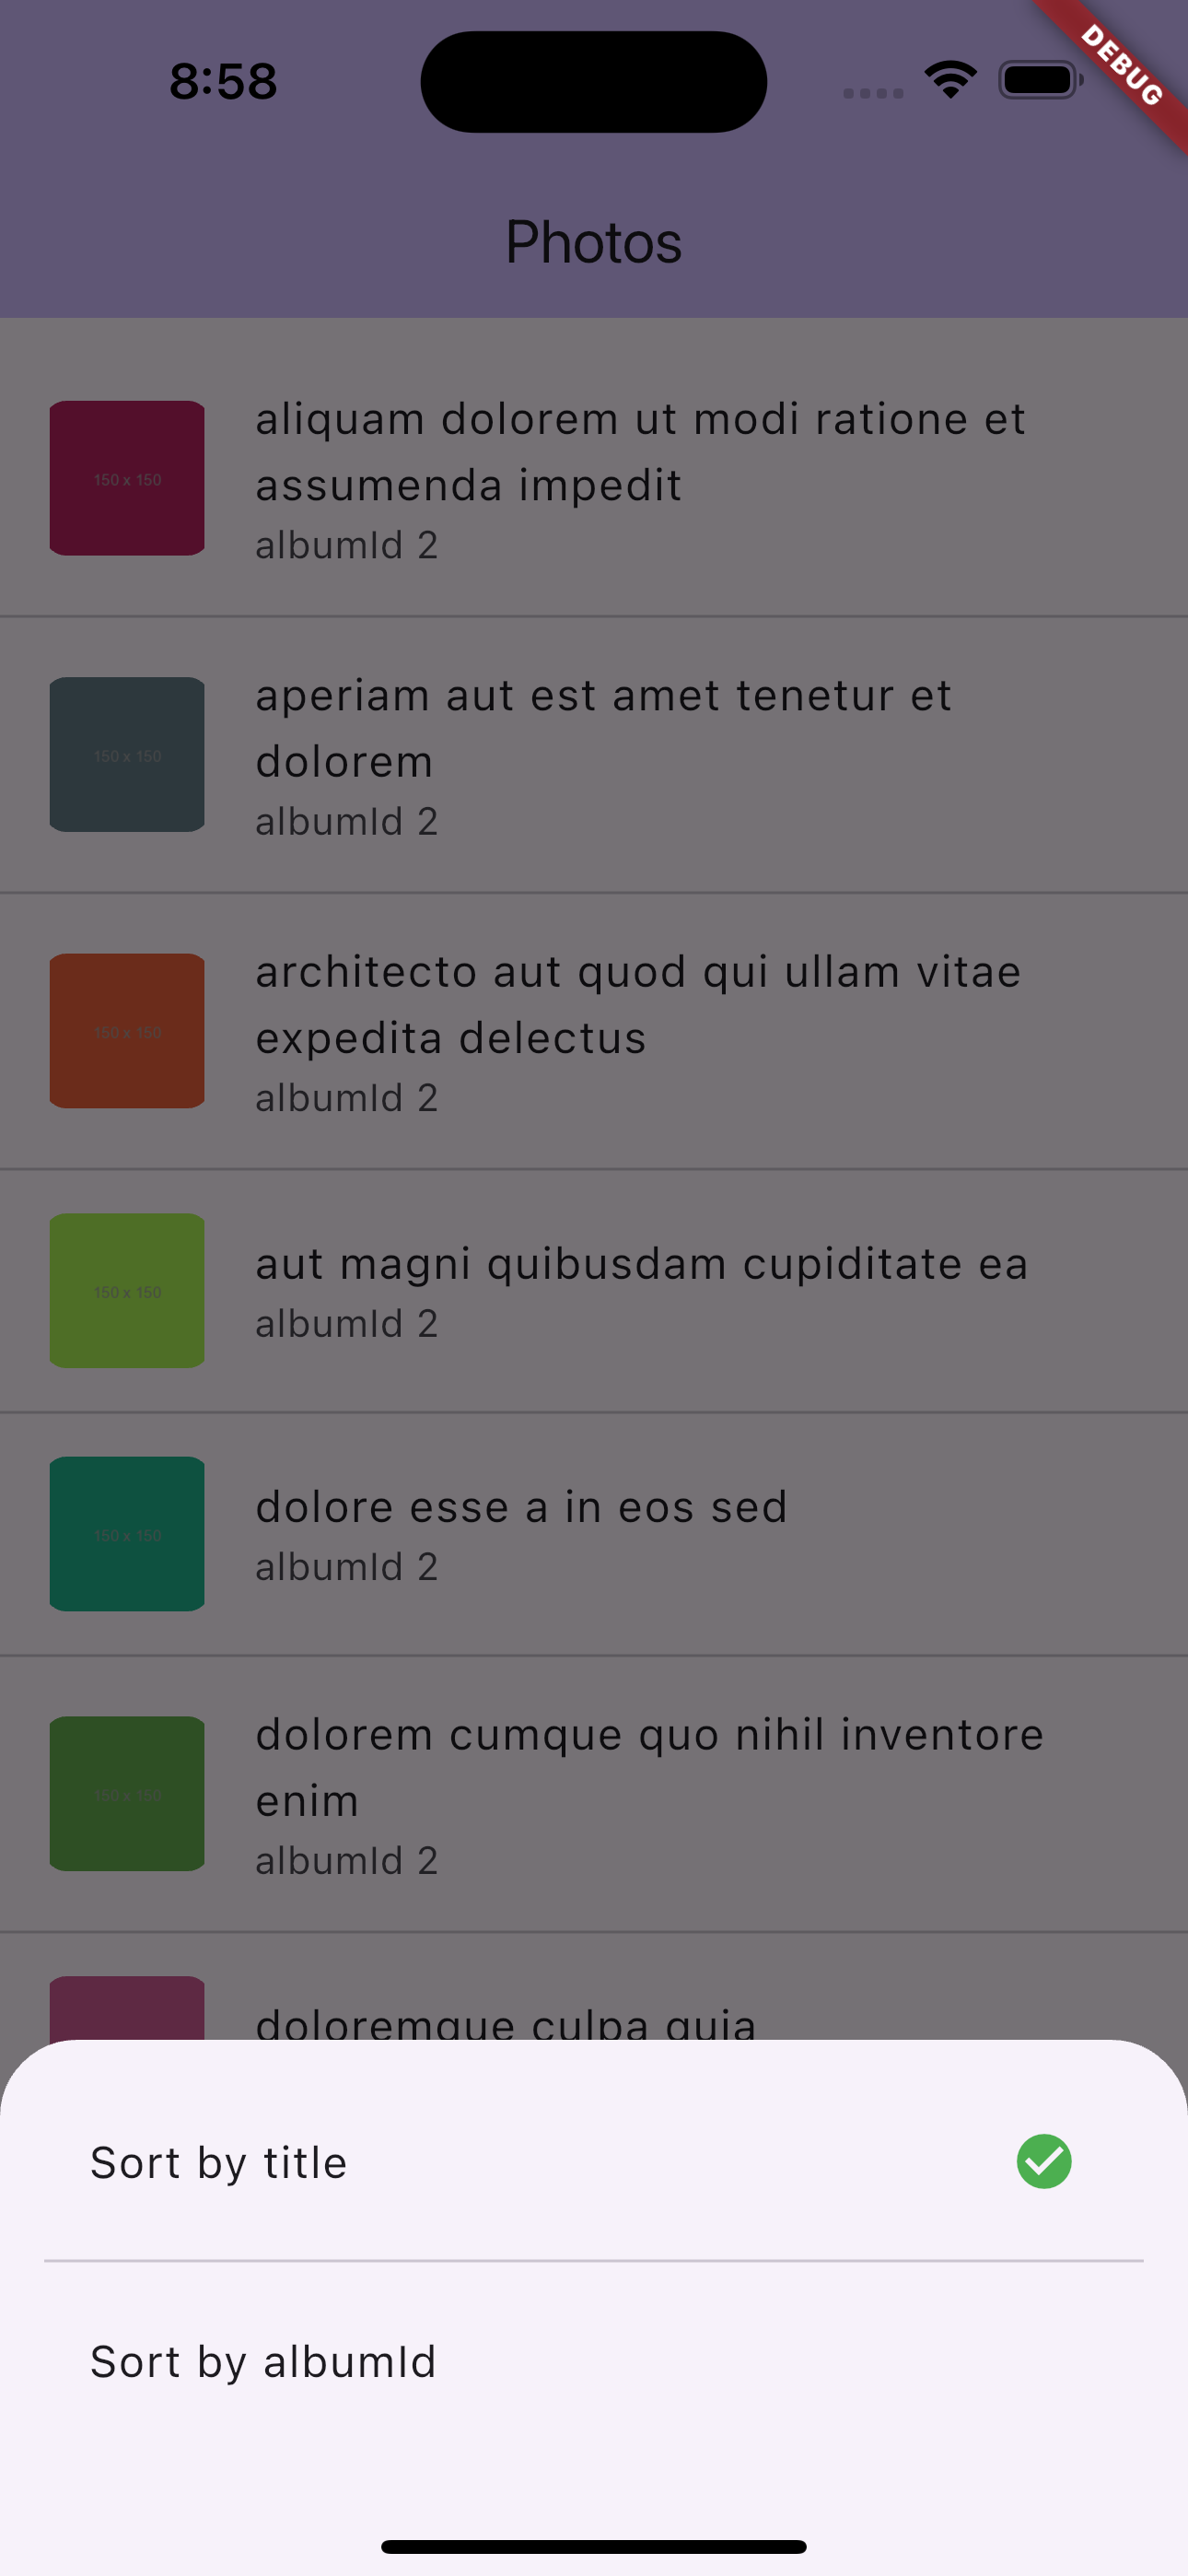 8:58
DEBUG
Photos
150 x 150
aliquam dolorem ut modi ratione et
assumenda impedit
albumId 2
150 x 150
aperiam aut est amet tenetur et
dolorem
albumId 2
150 x 150
architecto aut quod qui ullam vitae
expedita delectus
albumId 2
150 x 150
aut magni quibusdam cupiditate ea
albumId 2
150 x 150
dolore esse a in eos sed
albumId 2
150 x 150
dolorem cumque quo nihil inventore
enim
albumId 2
doloremque culpa quia
Sort by title
Sort by albumId